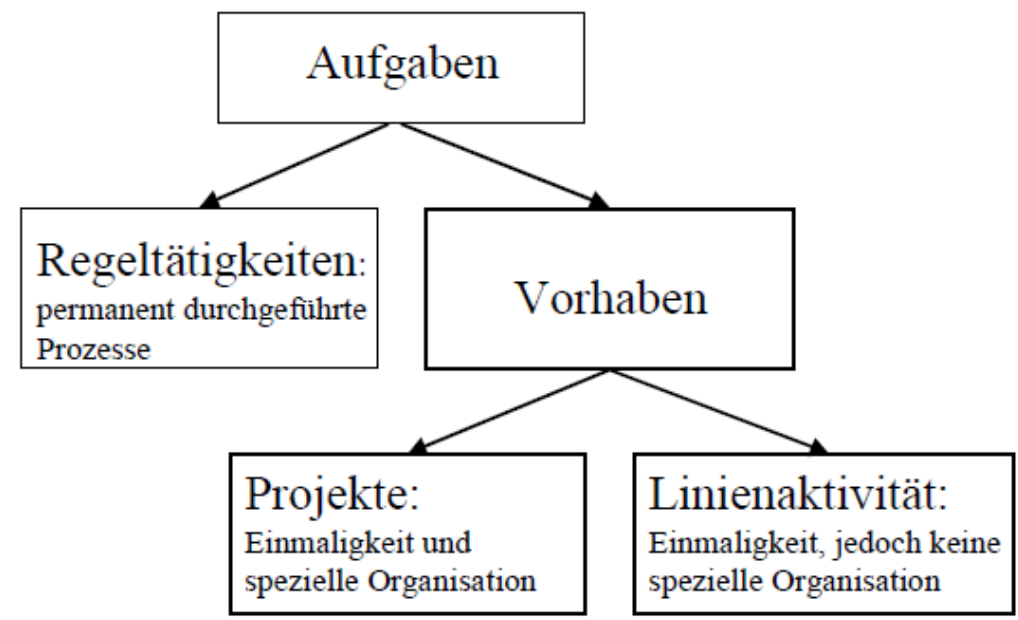 Aufgaben
Regeltätigkeiten:
permanent durchgeführte
Prozesse
Vorhaben
Projekte:
Einmaligkeit und
spezielle Organisation
Linienaktivität:
Einmaligkeit, jedoch keine
spezielle Organisation